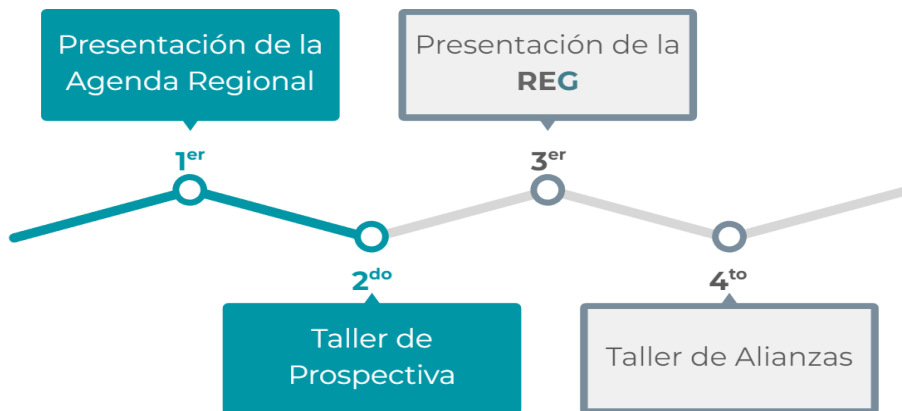 Presentación de la
Agenda Regional
Presentación de la
REG
1er
3er
2do
4to
Taller de
Prospectiva
Taller de Alianzas